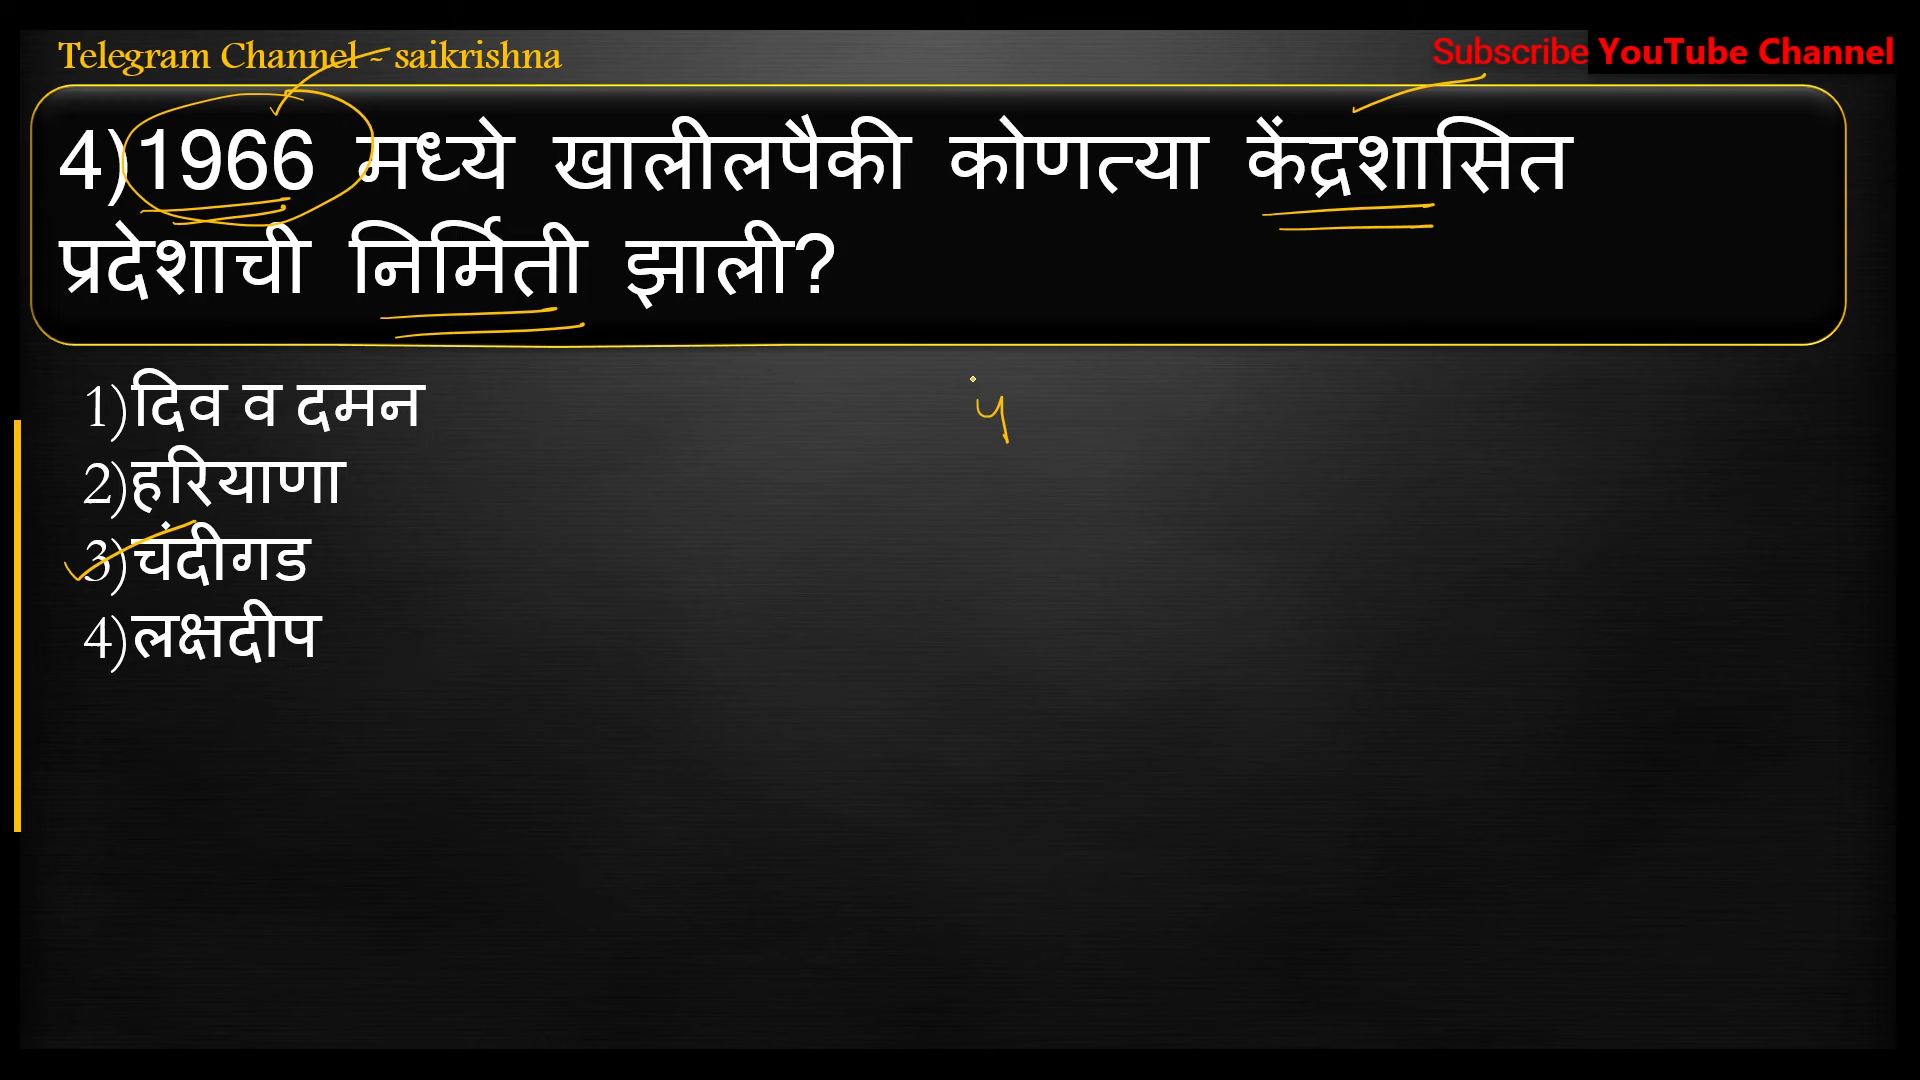 Telegram Channel - saikrishna
Subscribe YouTube Channel
4)1966 मध्ये खालीलपैकी कोणत्या केंद्रशासित
प्रदेशाची निर्मिती झाली?
1)दिव व दमन
2)हरियाणा
3)चंदीगड
4)लक्षदीप